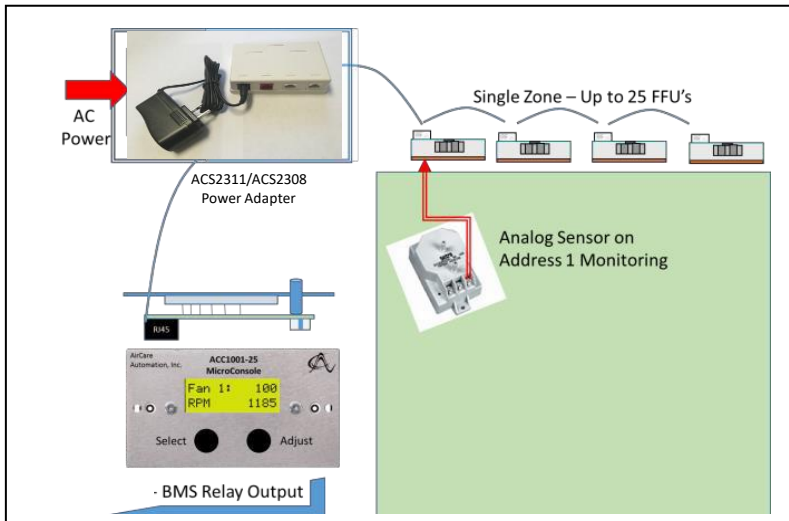 AC
Power
Single Zone – Up to 25 FFU's
ACS2311/ACS2308
Power Adapter
Analog Sensor on
Address 1 Monitoring
RJ45
AirCare
Automation, Inc.
ACC1001-25
MicroConsole
Fan 1: 100
RPM 1185
Select
Adjust
- BMS Relay Output